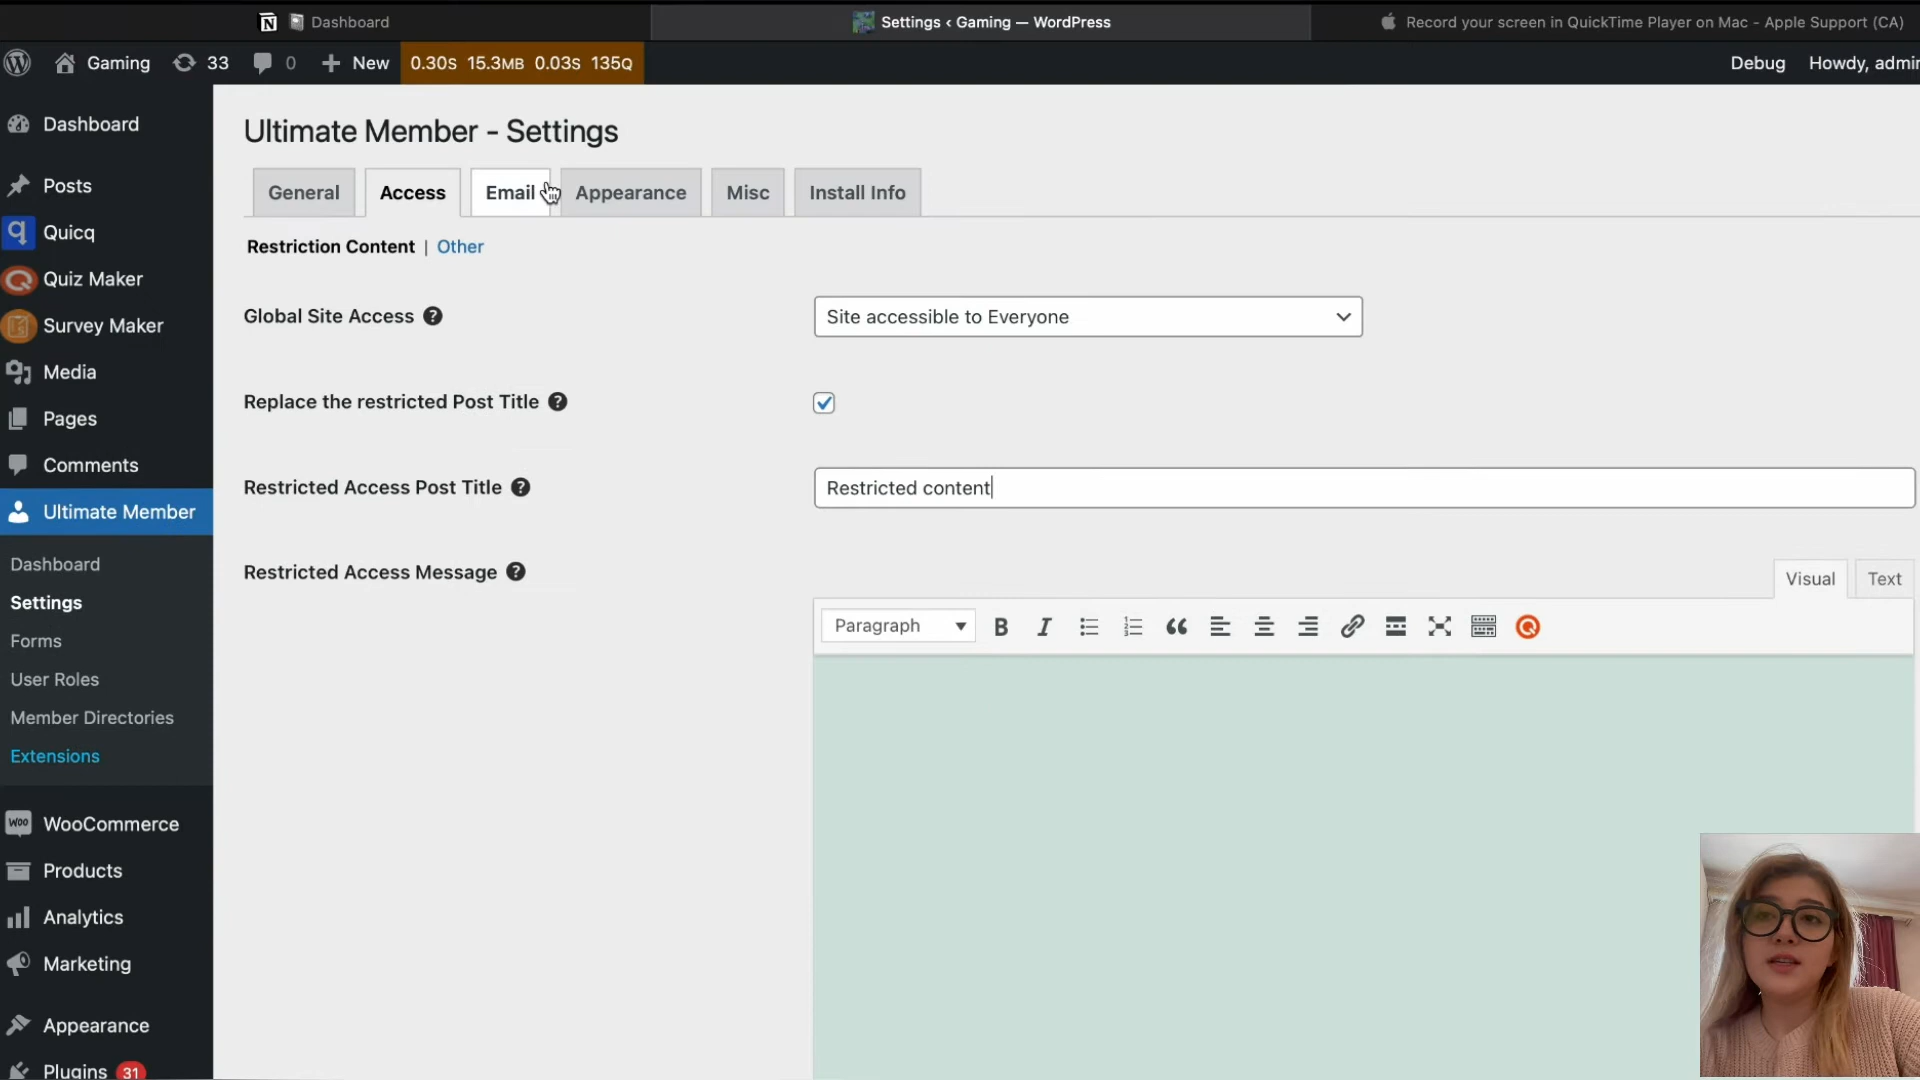 Dashboard
Settings ‹ Gaming — WordPress
Record your screen in QuickTime Player on Mac - Apple Support (CA)
Gaming
33
0
New
0.30S 15.3MB 0.03S 135Q
Debug
Howdy, admin
Dashboard
Posts
Quicq
Quiz Maker
Survey Maker
Media
Pages
Comments
Ultimate Member
Dashboard
Settings
Forms
User Roles
Member Directories
Extensions
WooCommerce
Products
Analytics
Marketing
Appearance
Plugins 31
Ultimate Member - Settings
General
Access
Email
Appearance
Misc
Install Info
Restriction Content | Other
Global Site Access
Site accessible to Everyone
Replace the restricted Post Title
Restricted Access Post Title
Restricted content
Restricted Access Message
Visual
Text
Paragraph